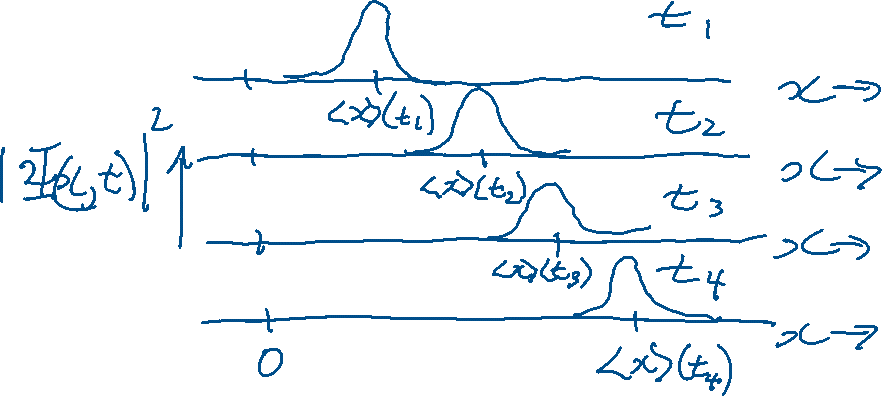 t₁
x →
<x>(t₁)
t₂
|Ψ(x,t)|²
x →
<x>(t₂)
t₃
x →
<x>(t₃)
t₄
x →
0
<x>(t₄)